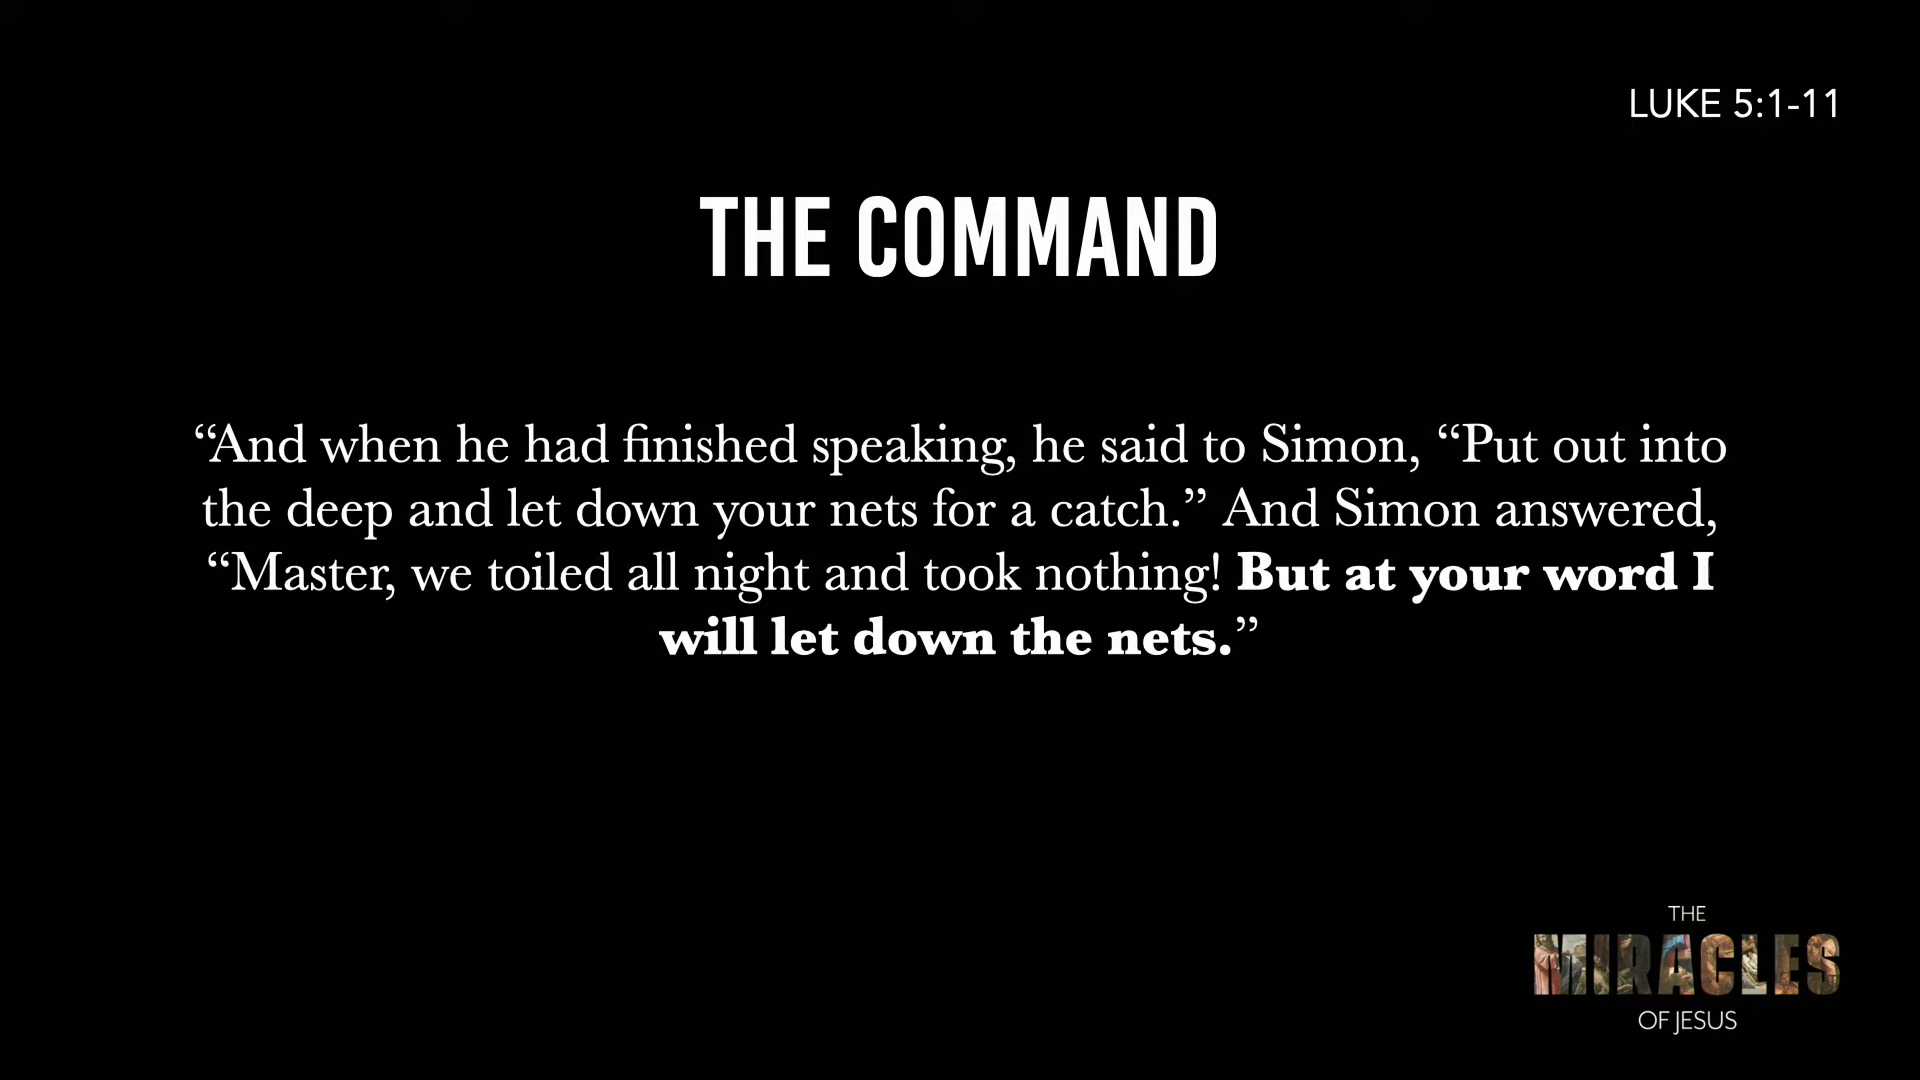 LUKE 5:1-11
THE COMMAND
“And when he had finished speaking, he said to Simon, “Put out into
the deep and let down your nets for a catch.” And Simon answered,
“Master, we toiled all night and took nothing! But at your word I
will let down the nets.”
THE
MIRACLES
OF JESUS